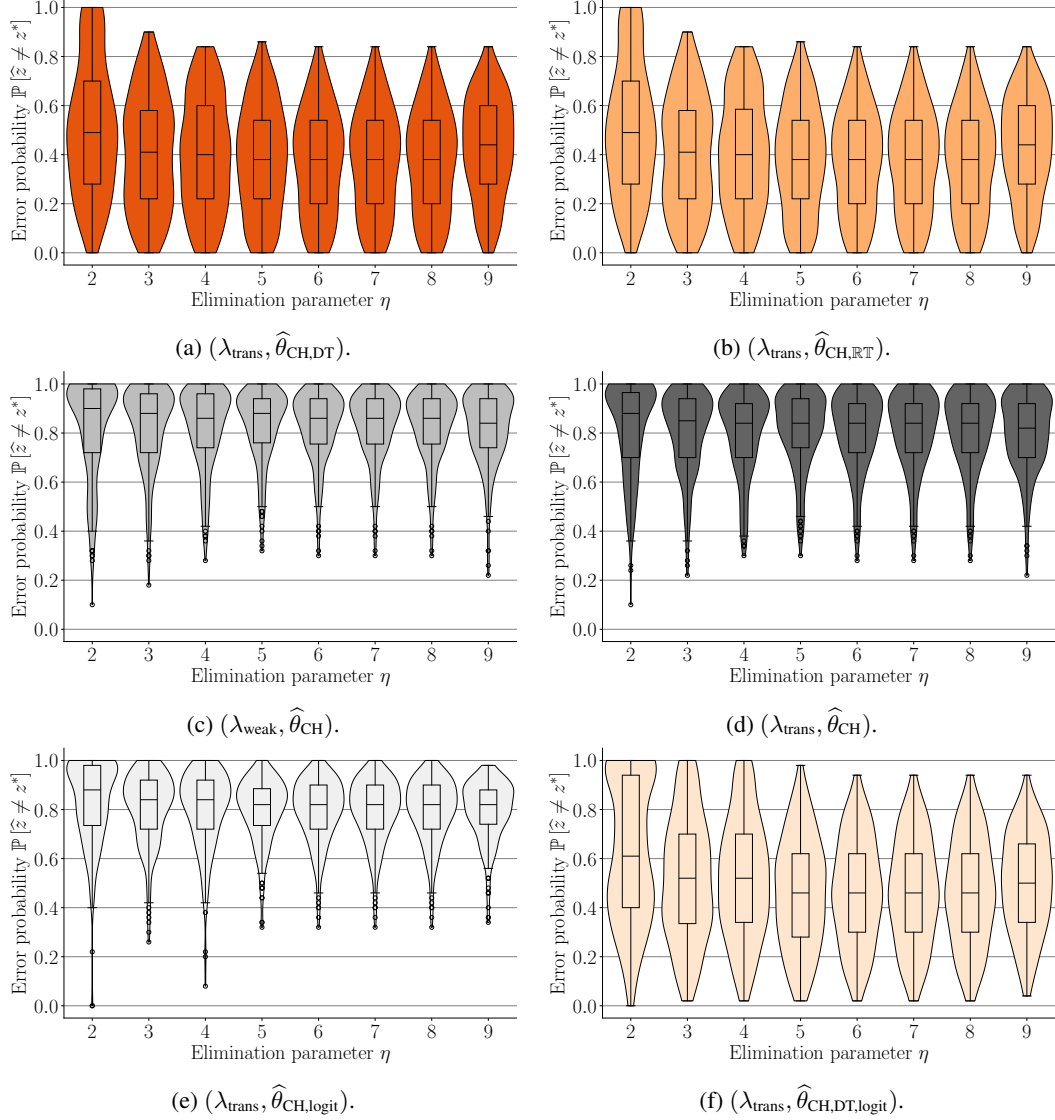 Error probability ℙ[ẑ ≠ z*]
1.0
0.8
0.6
0.4
0.2
0.0
2 3 4 5 6 7 8 9
Elimination parameter η
(a) (λ_trans, θ̂_CH,DT).
Error probability ℙ[ẑ ≠ z*]
1.0
0.8
0.6
0.4
0.2
0.0
2 3 4 5 6 7 8 9
Elimination parameter η
(b) (λ_trans, θ̂_CH,ℝ𝕋).
Error probability ℙ[ẑ ≠ z*]
1.0
0.8
0.6
0.4
0.2
0.0
2 3 4 5 6 7 8 9
Elimination parameter η
(c) (λ_weak, θ̂_CH).
Error probability ℙ[ẑ ≠ z*]
1.0
0.8
0.6
0.4
0.2
0.0
2 3 4 5 6 7 8 9
Elimination parameter η
(d) (λ_trans, θ̂_CH).
Error probability ℙ[ẑ ≠ z*]
1.0
0.8
0.6
0.4
0.2
0.0
2 3 4 5 6 7 8 9
Elimination parameter η
(e) (λ_trans, θ̂_CH,logit).
Error probability ℙ[ẑ ≠ z*]
1.0
0.8
0.6
0.4
0.2
0.0
2 3 4 5 6 7 8 9
Elimination parameter η
(f) (λ_trans, θ̂_CH,DT,logit).